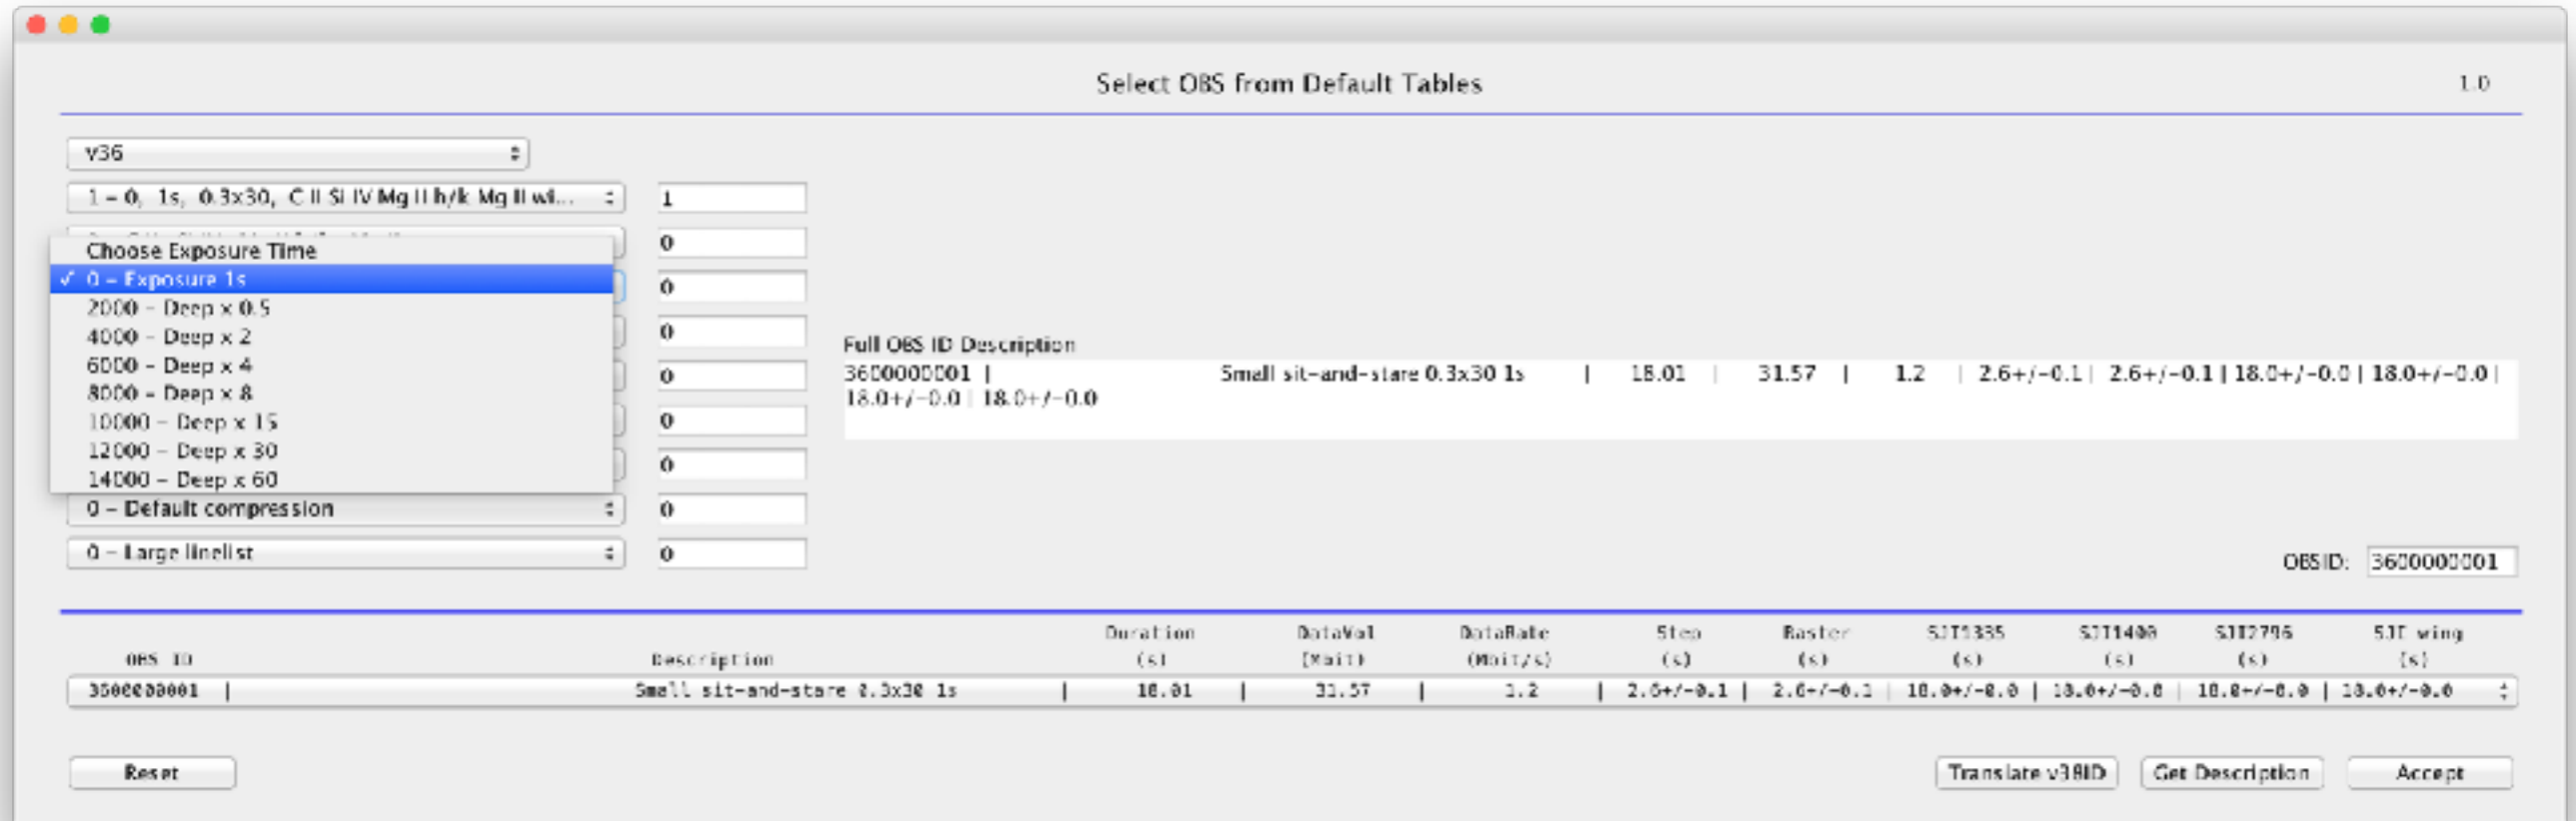 Select OBS from Default Tables
1.0
v36
1 – 0, 1s, 0.3x30, C II Si IV Mg II h/k Mg II wi...
1
0
Choose Exposure Time
✓ 0 – Exposure 1s
0
2000 – Deep x 0.5
4000 – Deep x 2
0
6000 – Deep x 4
0
8000 – Deep x 8
10000 – Deep x 15
0
12000 – Deep x 30
0
14000 – Deep x 60
0 – Default compression
0
0 – Large linelist
0
Full OBS ID Description
3600000001 | Small sit-and-stare 0.3x30 1s | 18.01 | 31.57 | 1.2 | 2.6+/-0.1 | 2.6+/-0.1 | 18.0+/-0.0 | 18.0+/-0.0 |
18.0+/-0.0 | 18.0+/-0.0
OBSID: 3600000001
Duration DataVol DataRate Step Raster SJI1335 SJI1400 SJI2796 SJI wing
OBS ID Description (s) (Mbit) (Mbit/s) (s) (s) (s) (s) (s) (s)
3600000001 | Small sit-and-stare 0.3x30 1s | 18.01 | 31.57 | 1.2 | 2.6+/-0.1 | 2.6+/-0.1 | 18.0+/-0.0 | 18.0+/-0.0 | 18.0+/-0.0 | 18.0+/-0.0
Reset
Translate v38ID
Get Description
Accept